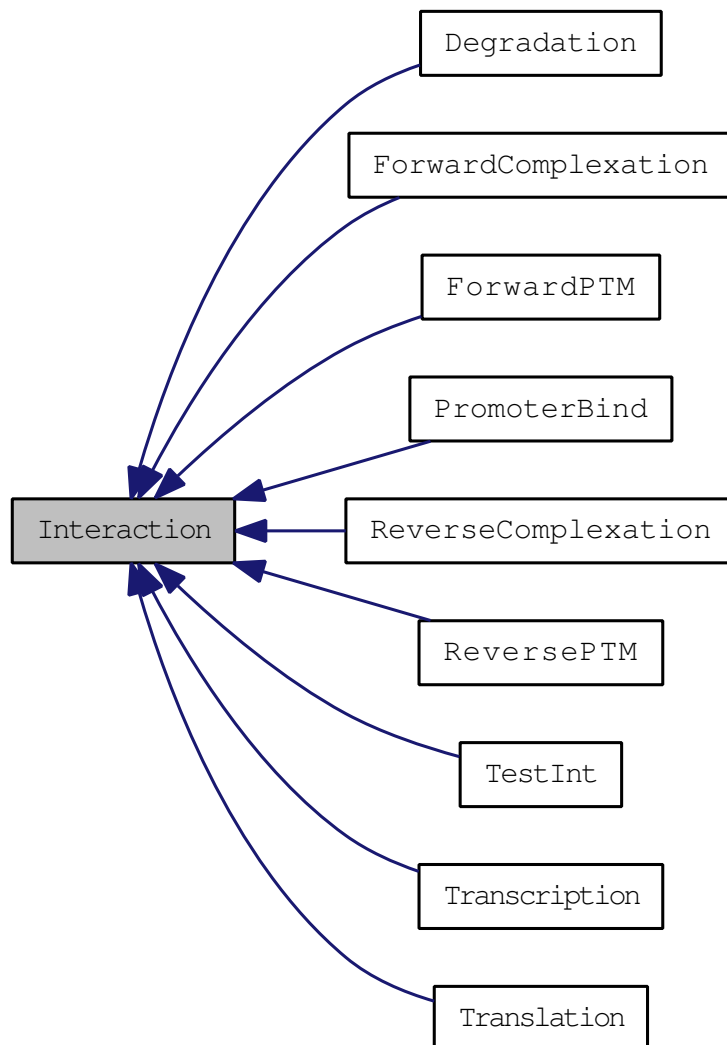 Degradation
ForwardComplexation
ForwardPTM
PromoterBind
Interaction
ReverseComplexation
ReversePTM
TestInt
Transcription
Translation